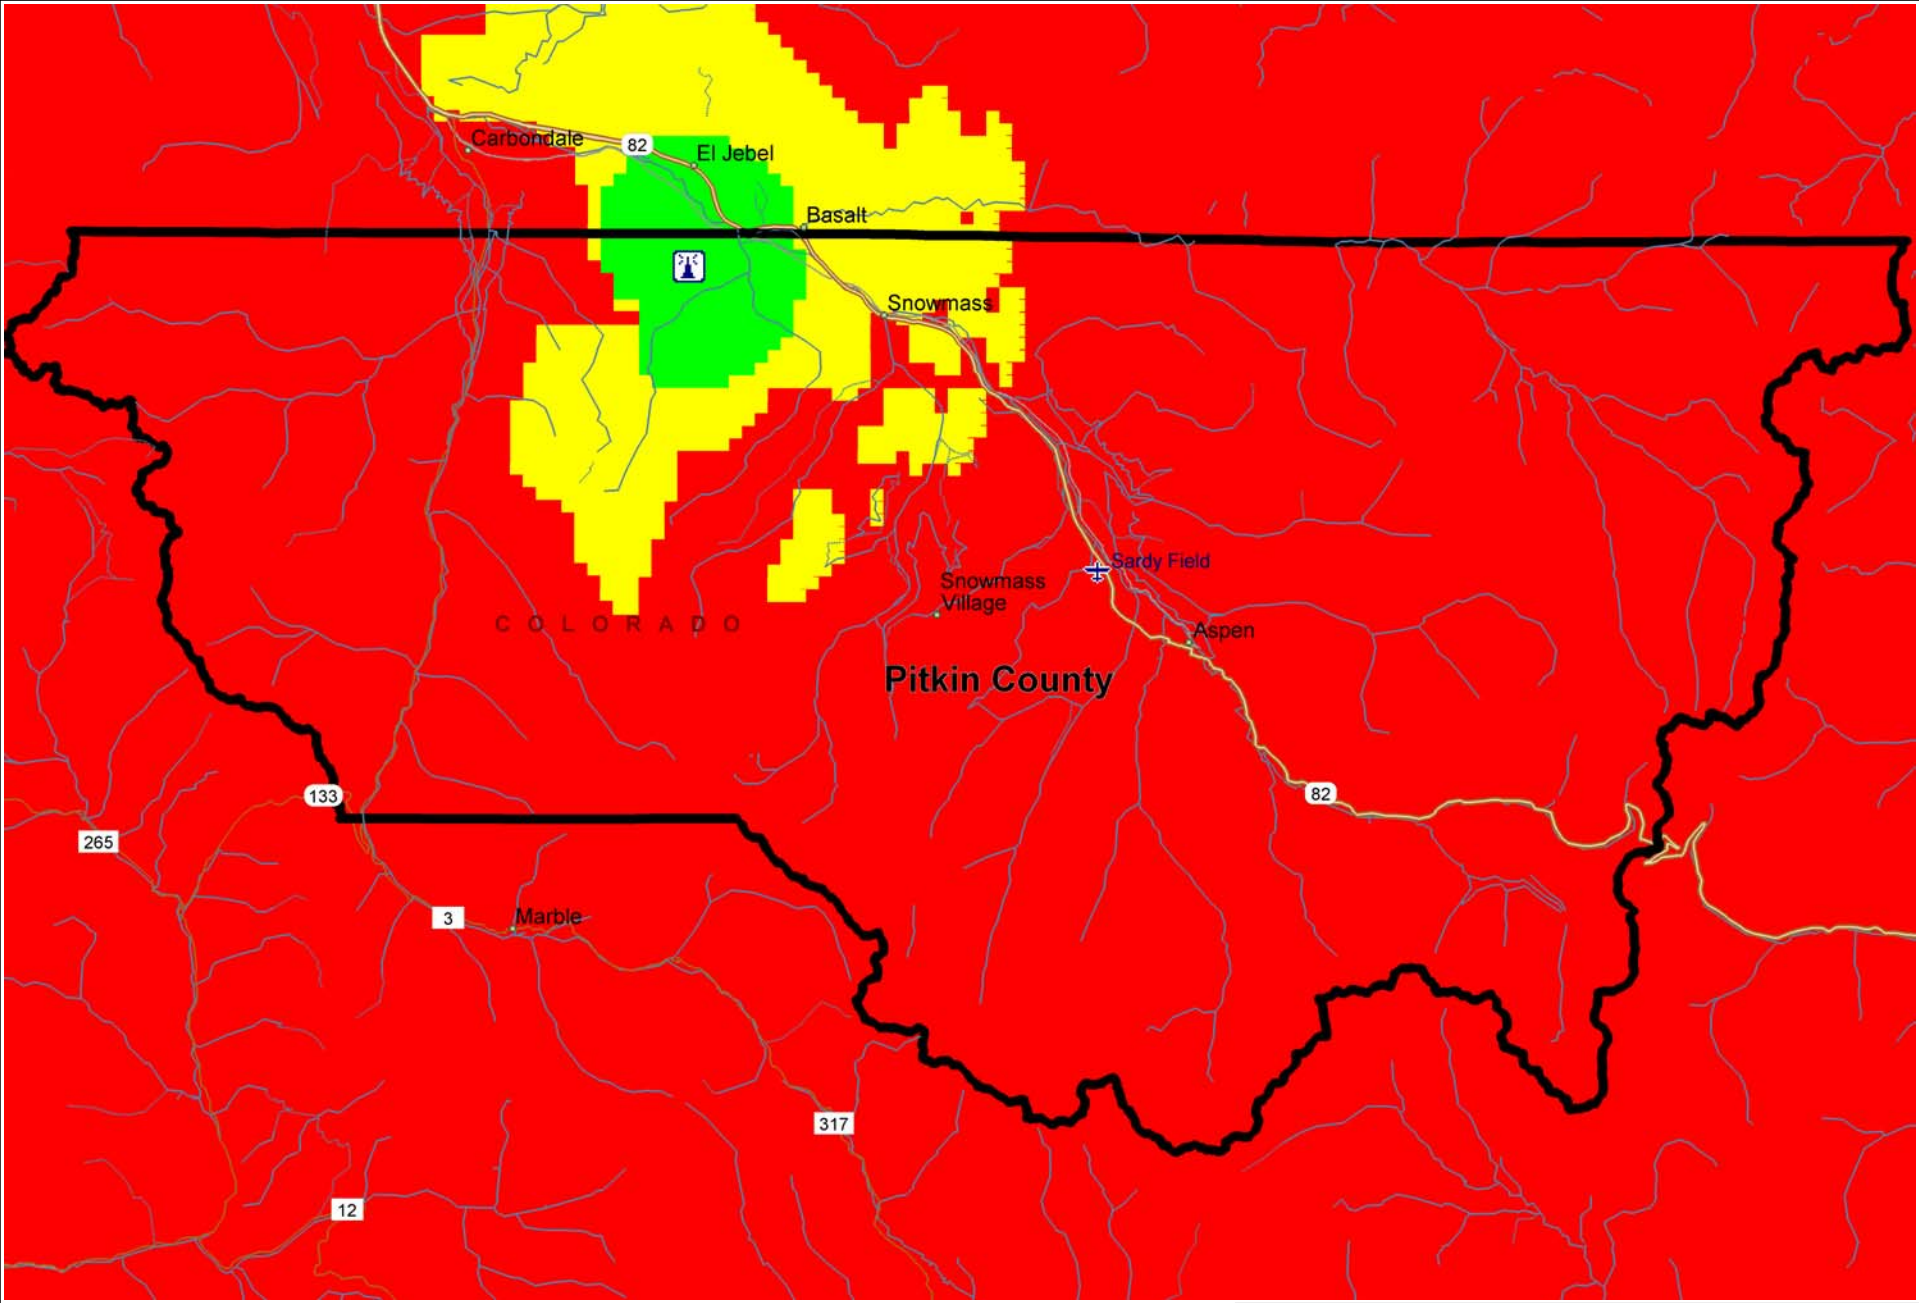 Carbondale
82
El Jebel
Basalt
Snowmass
Sardy Field
Snowmass
Village
COLORADO
Aspen
Pitkin County
133
82
265
3
Marble
317
12